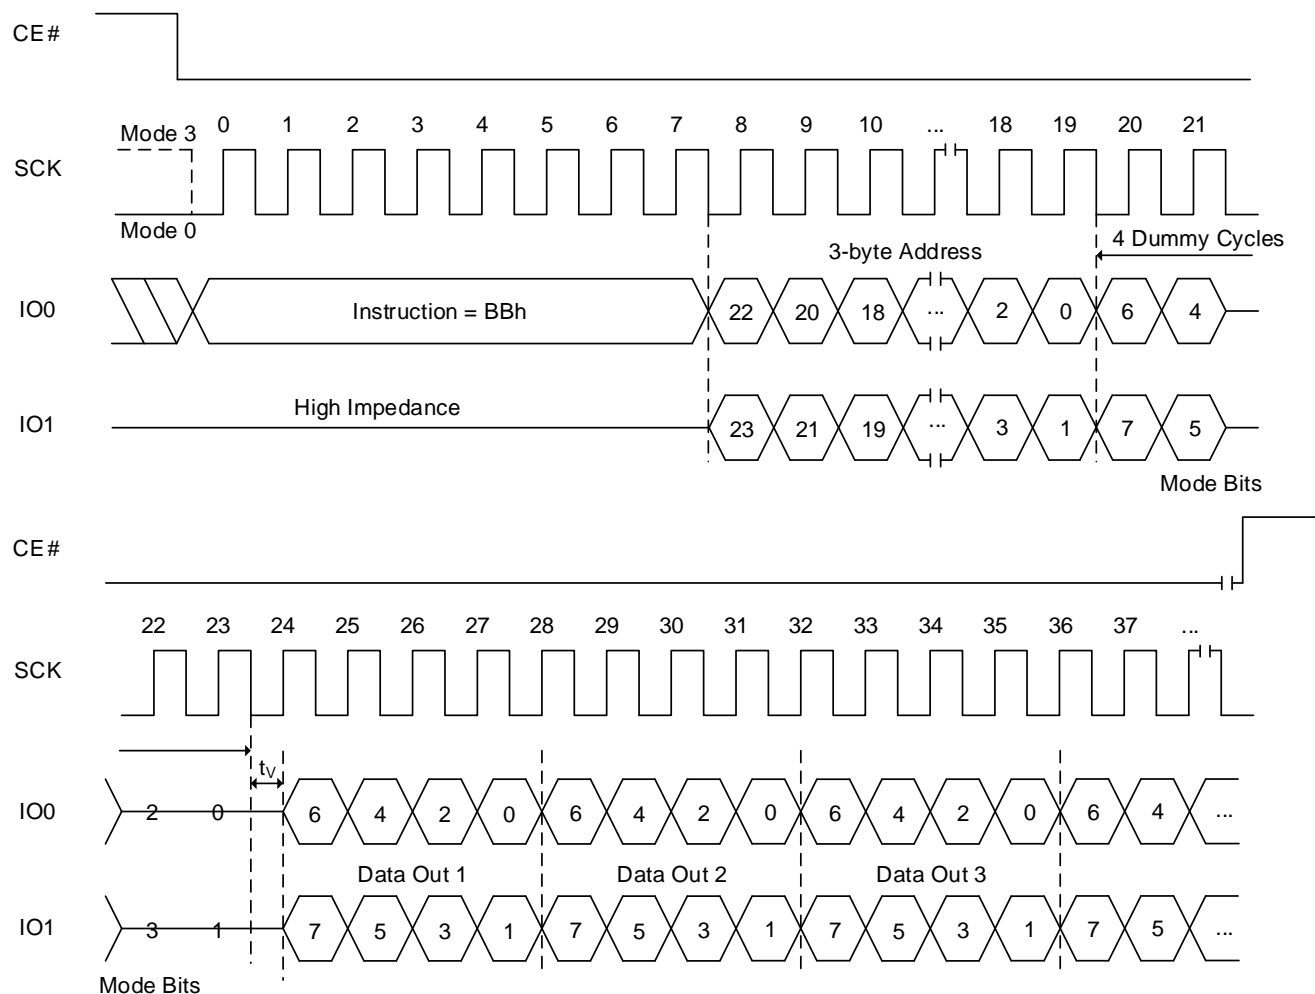 CE#
Mode 3 0 1 2 3 4 5 6 7 8 9 10 ... 18 19 20 21
SCK
Mode 0
3-byte Address 4 Dummy Cycles
IO0 Instruction = BBh 22 20 18 ... 2 0 6 4
High Impedance
IO1 23 21 19 ... 3 1 7 5
Mode Bits
CE#
22 23 24 25 26 27 28 29 30 31 32 33 34 35 36 37 ...
SCK
tV
IO0 2 0 6 4 2 0 6 4 2 0 6 4 2 0 6 4 ...
Data Out 1 Data Out 2 Data Out 3
IO1 3 1 7 5 3 1 7 5 3 1 7 5 3 1 7 5 ...
Mode Bits